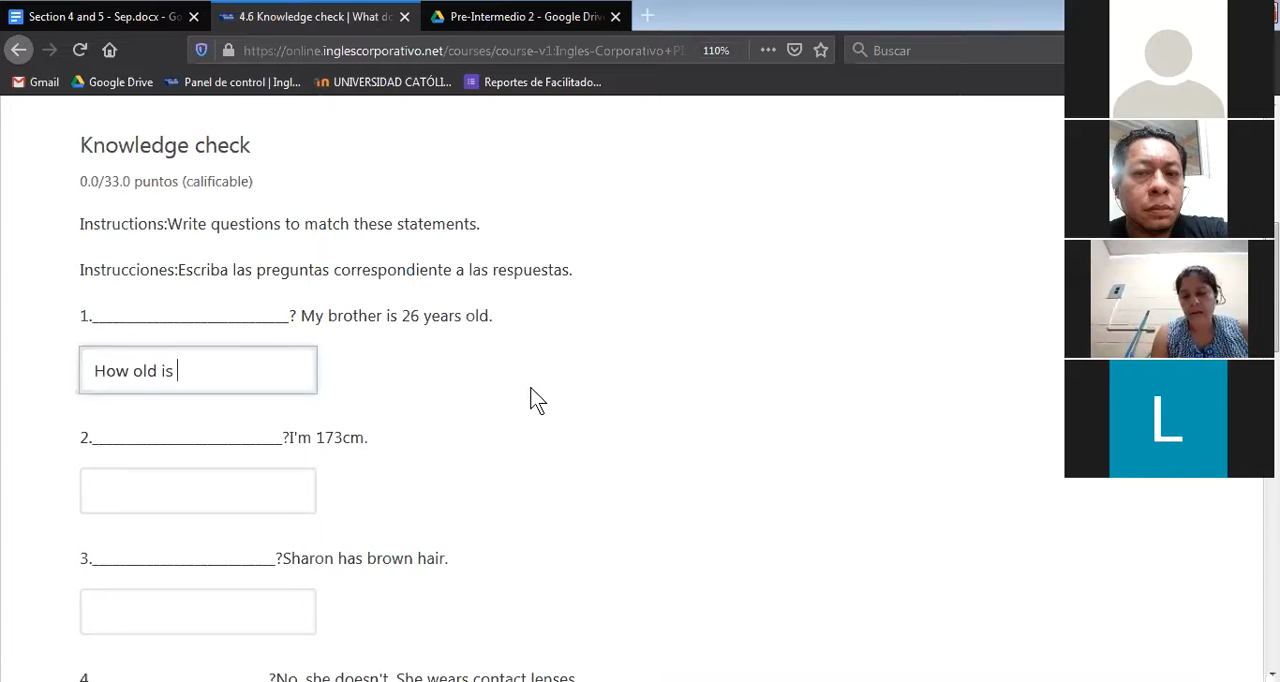 Section 4 and 5 - Sep.docx - Go
4.6 Knowledge check | What do
Pre-Intermedio 2 - Google Driv
https://online.inglescorporativo.net/courses/course-v1:Ingles-Corporativo+P
110%
Buscar
Gmail
Google Drive
Panel de control | Ingl...
UNIVERSIDAD CATÓLI...
Reportes de Facilitado...
Knowledge check
0.0/33.0 puntos (calificable)
Instructions:Write questions to match these statements.
Instrucciones:Escriba las preguntas correspondiente a las respuestas.
1.________________________? My brother is 26 years old.
How old is
2._______________________?I'm 173cm.
3.______________________?Sharon has brown hair.
4.______________________?No, she doesn't. She wears contact lenses.
L